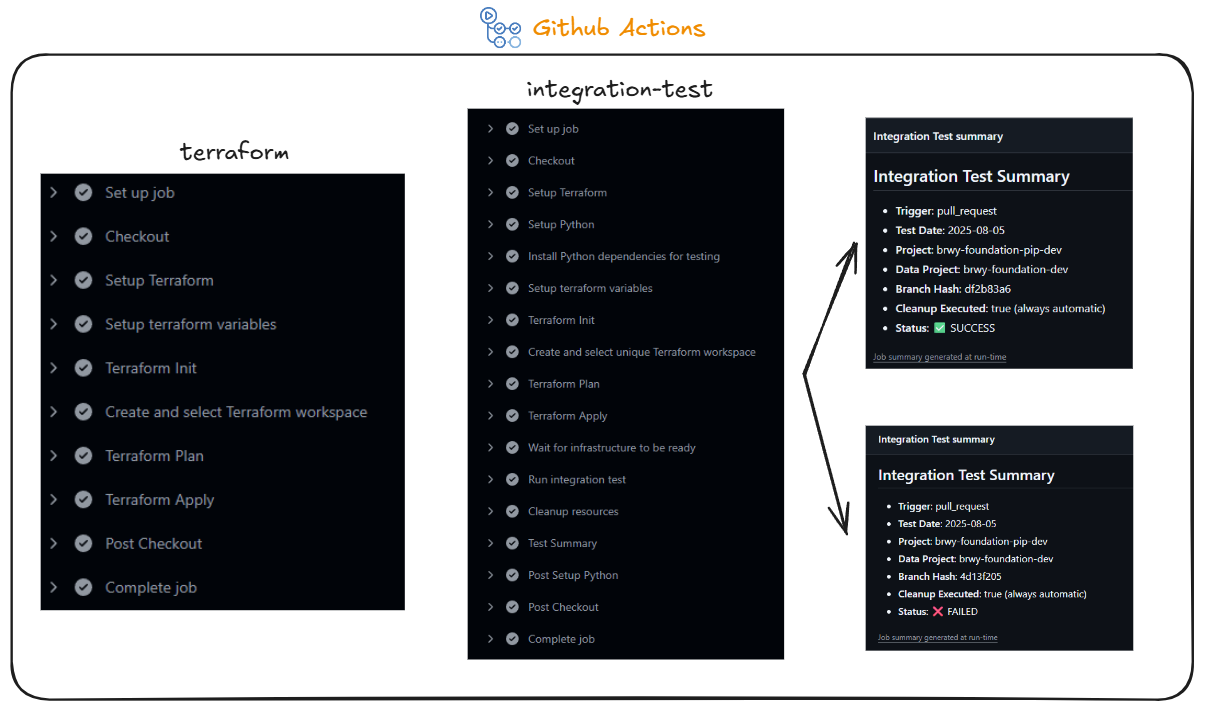 Github Actions
terraform
Set up job
Checkout
Setup Terraform
Setup terraform variables
Terraform Init
Create and select Terraform workspace
Terraform Plan
Terraform Apply
Post Checkout
Complete job
integration-test
Set up job
Checkout
Setup Terraform
Setup Python
Install Python dependencies for testing
Setup terraform variables
Terraform Init
Create and select unique Terraform workspace
Terraform Plan
Terraform Apply
Wait for infrastructure to be ready
Run integration test
Cleanup resources
Test Summary
Post Setup Python
Post Checkout
Complete job
Integration Test summary
Integration Test Summary
Trigger: pull_request
Test Date: 2025-08-05
Project: brwy-foundation-pip-dev
Data Project: brwy-foundation-dev
Branch Hash: df2b83a6
Cleanup Executed: true (always automatic)
Status: ✅ SUCCESS
Job summary generated at run-time
Integration Test summary
Integration Test Summary
Trigger: pull_request
Test Date: 2025-08-05
Project: brwy-foundation-pip-dev
Data Project: brwy-foundation-dev
Branch Hash: 4d13f205
Cleanup Executed: true (always automatic)
Status: ❌ FAILED
Job summary generated at run-time